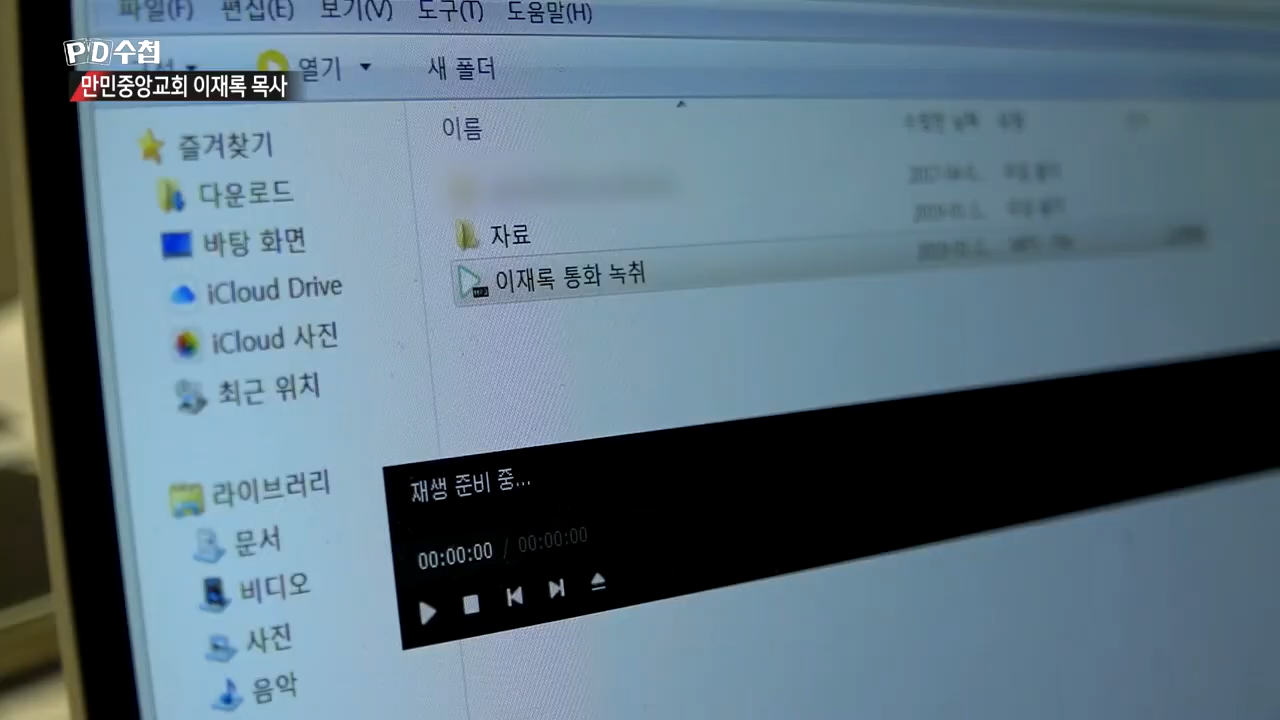 파일(F) 편집(E) 보기(V) 도구(T) 도움말(H)
PD수첩
만민중앙교회 이재록 목사
열기 새 폴더
이름
즐겨찾기
다운로드
바탕 화면
iCloud Drive
iCloud 사진
최근 위치
라이브러리
문서
비디오
사진
음악
자료
이재록 통화 녹취
재생 준비 중...
00:00:00 / 00:00:00